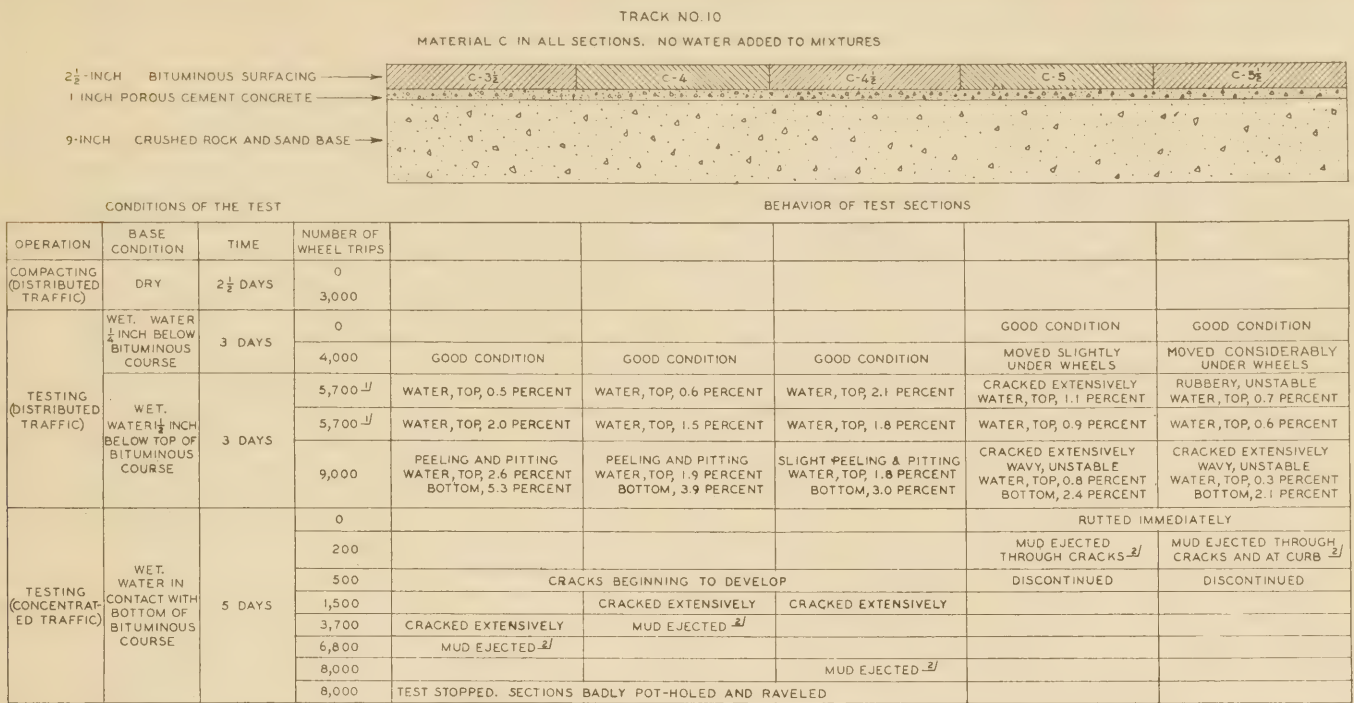 TRACK NO. 10
MATERIAL C IN ALL SECTIONS. NO WATER ADDED TO MIXTURES
2½-INCH BITUMINOUS SURFACING
1 INCH POROUS CEMENT CONCRETE
9-INCH CRUSHED ROCK AND SAND BASE
C-3½ C-4 C-4½ C-5 C-5½
CONDITIONS OF THE TEST BEHAVIOR OF TEST SECTIONS
OPERATION
BASE
CONDITION
TIME
NUMBER OF
WHEEL TRIPS
COMPACTING
(DISTRIBUTED
TRAFFIC)
DRY
2½ DAYS
0
3,000
TESTING
(DISTRIBUTED
TRAFFIC)
WET. WATER
¼ INCH BELOW
BITUMINOUS
COURSE
3 DAYS
0
GOOD CONDITION
GOOD CONDITION
4,000
GOOD CONDITION
GOOD CONDITION
GOOD CONDITION
MOVED SLIGHTLY
UNDER WHEELS
MOVED CONSIDERABLY
UNDER WHEELS
WET.
WATER 1½ INCH
BELOW TOP OF
BITUMINOUS
COURSE
3 DAYS
5,700 1/
WATER, TOP, 0.5 PERCENT
WATER, TOP, 0.6 PERCENT
WATER, TOP, 2.1 PERCENT
CRACKED EXTENSIVELY
WATER, TOP, 1.1 PERCENT
RUBBERY, UNSTABLE
WATER, TOP, 0.7 PERCENT
5,700 1/
WATER, TOP, 2.0 PERCENT
WATER, TOP, 1.5 PERCENT
WATER, TOP, 1.8 PERCENT
WATER, TOP, 0.9 PERCENT
WATER, TOP, 0.6 PERCENT
9,000
PEELING AND PITTING
WATER, TOP, 2.6 PERCENT
BOTTOM, 5.3 PERCENT
PEELING AND PITTING
WATER, TOP, 1.9 PERCENT
BOTTOM, 3.9 PERCENT
SLIGHT PEELING & PITTING
WATER, TOP, 1.8 PERCENT
BOTTOM, 3.0 PERCENT
CRACKED EXTENSIVELY
WAVY, UNSTABLE
WATER, TOP, 0.8 PERCENT
BOTTOM, 2.4 PERCENT
CRACKED EXTENSIVELY
WAVY, UNSTABLE
WATER, TOP, 0.3 PERCENT
BOTTOM, 2.1 PERCENT
TESTING
(CONCENTRAT-
ED TRAFFIC)
WET.
WATER IN
CONTACT WITH
BOTTOM OF
BITUMINOUS
COURSE
5 DAYS
0
RUTTED IMMEDIATELY
200
MUD EJECTED
THROUGH CRACKS 2/
MUD EJECTED THROUGH
CRACKS AND AT CURB 2/
500
CRACKS BEGINNING TO DEVELOP
DISCONTINUED
DISCONTINUED
1,500
CRACKED EXTENSIVELY
CRACKED EXTENSIVELY
3,700
CRACKED EXTENSIVELY
MUD EJECTED 2/
6,800
MUD EJECTED 2/
8,000
MUD EJECTED 2/
8,000
TEST STOPPED. SECTIONS BADLY POT-HOLED AND RAVELED